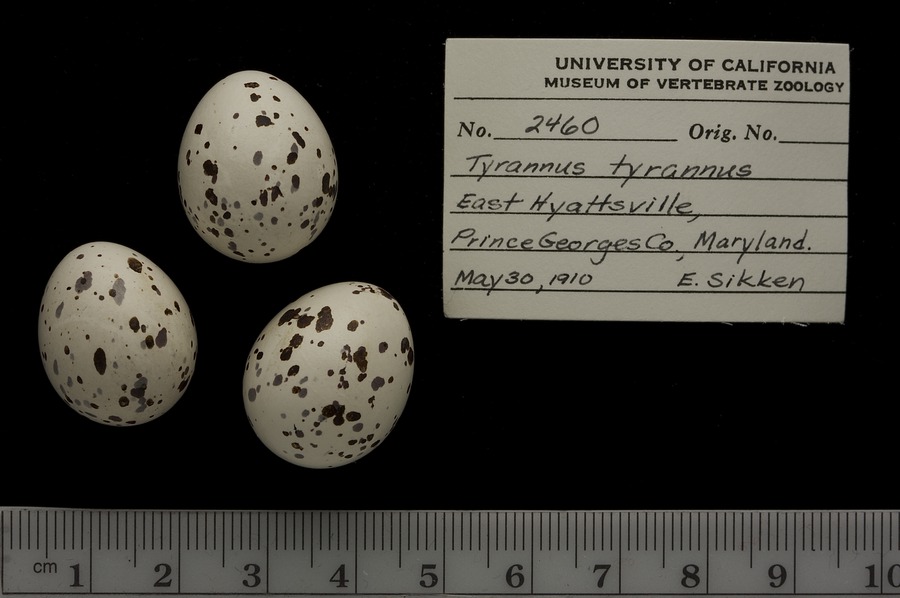 UNIVERSITY OF CALIFORNIA
MUSEUM OF VERTEBRATE ZOOLOGY
No. 2460 Orig. No.
Tyrannus tyrannus
East Hyattsville,
Prince Georges Co., Maryland.
May 30, 1910 E. Sikken
cm 1 2 3 4 5 6 7 8 9 10